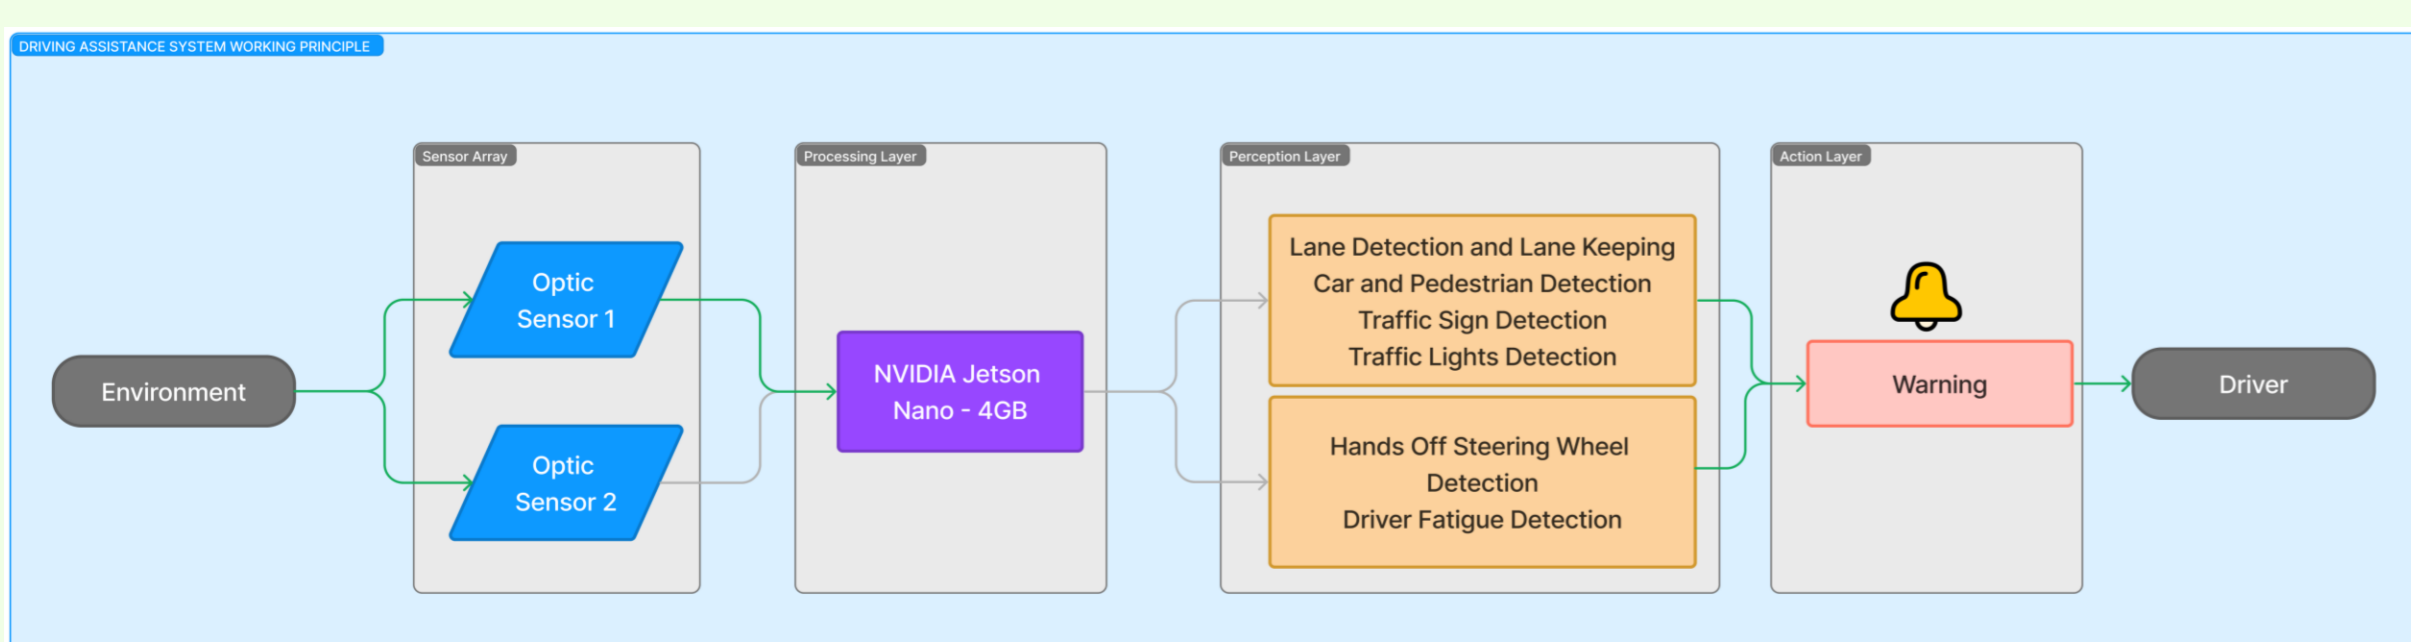 DRIVING ASSISTANCE SYSTEM WORKING PRINCIPLE
Environment
Sensor Array
Optic
Sensor 1
Optic
Sensor 2
Processing Layer
NVIDIA Jetson
Nano - 4GB
Perception Layer
Lane Detection and Lane Keeping
Car and Pedestrian Detection
Traffic Sign Detection
Traffic Lights Detection
Hands Off Steering Wheel
Detection
Driver Fatigue Detection
Action Layer
Warning
Driver